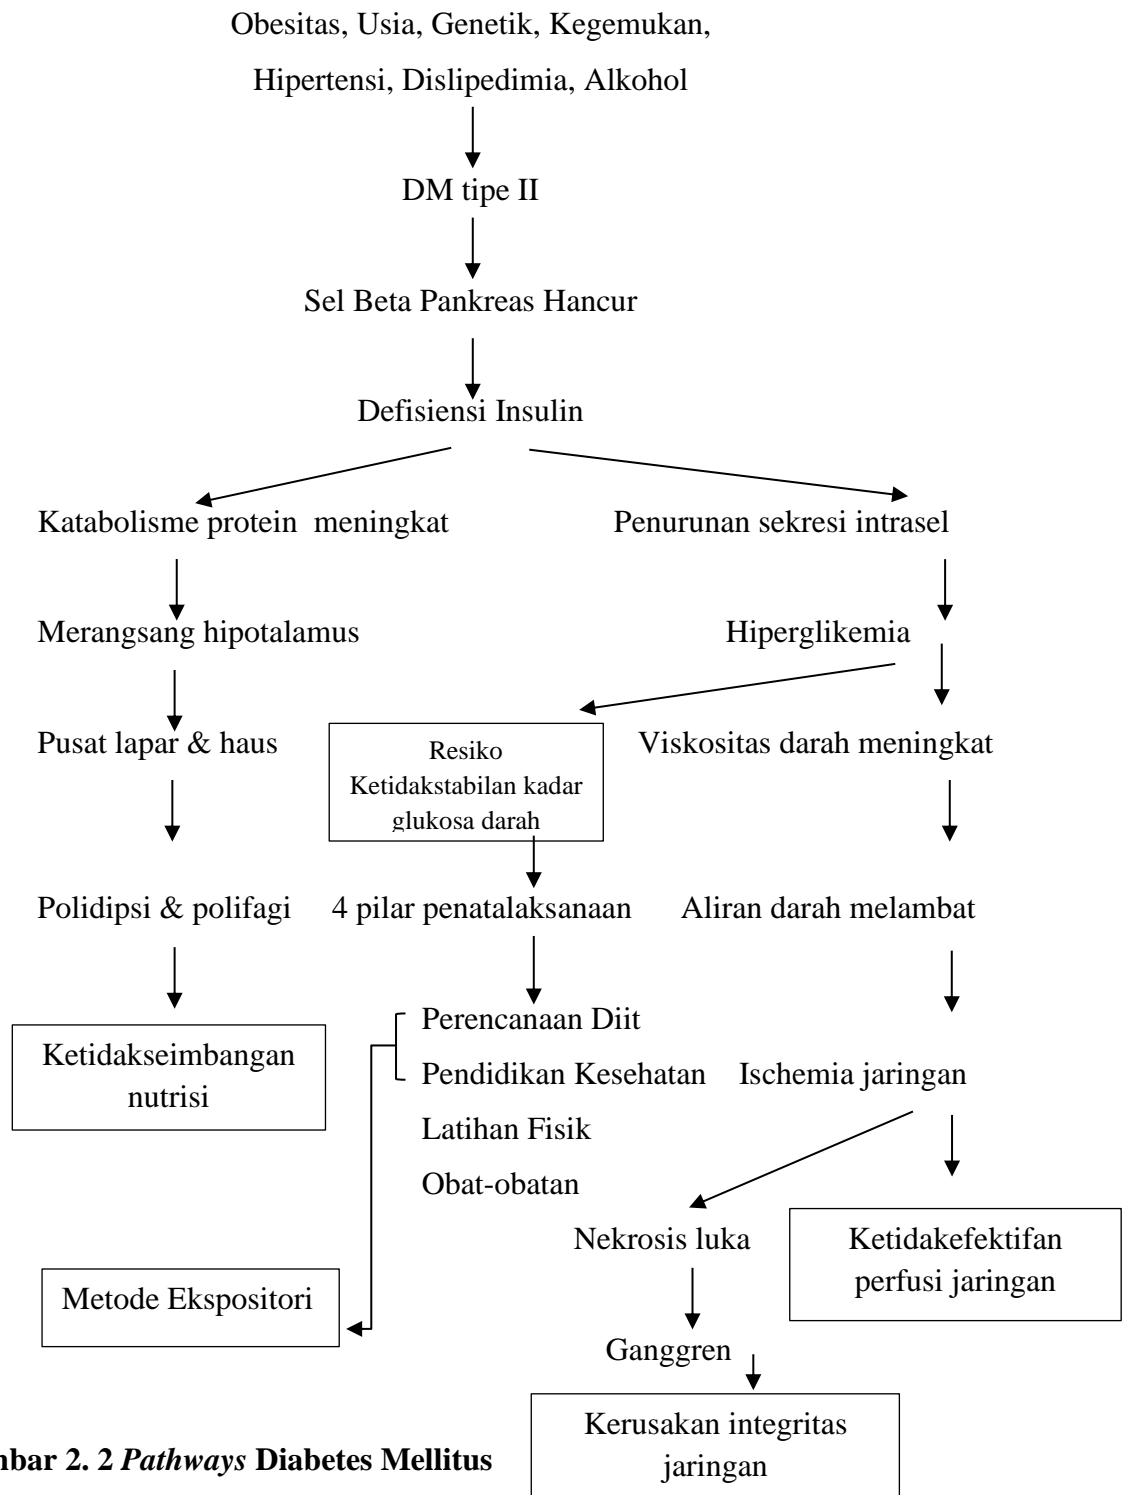 Obesitas, Usia, Genetik, Kegemukan,
Hipertensi, Dislipedimia, Alkohol
DM tipe II
Sel Beta Pankreas Hancur
Defisiensi Insulin
Katabolisme protein meningkat
Penurunan sekresi intrasel
Merangsang hipotalamus
Hiperglikemia
Pusat lapar & haus
Resiko
Ketidakstabilan kadar
glukosa darah
Viskositas darah meningkat
Polidipsi & polifagi
4 pilar penatalaksanaan
Aliran darah melambat
Ketidakseimbangan
nutrisi
Perencanaan Diit
Pendidikan Kesehatan
Latihan Fisik
Obat-obatan
Ischemia jaringan
Nekrosis luka
Ketidakefektifan
perfusi jaringan
Metode Ekspositori
Ganggren
Kerusakan integritas
jaringan
mbar 2. 2 Pathways Diabetes Mellitus